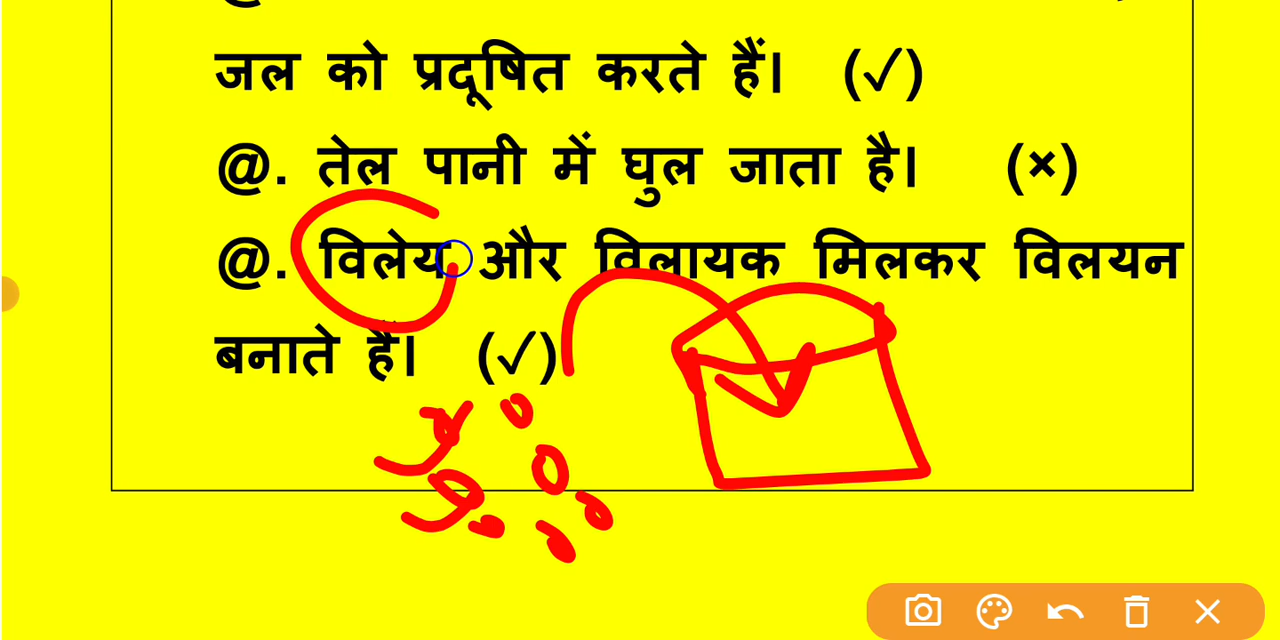 जल को प्रदूषित करते हैं। (✓)
@. तेल पानी में घुल जाता है। (×)
@. विलेय और विलायक मिलकर विलयन
बनाते हैं। (✓)